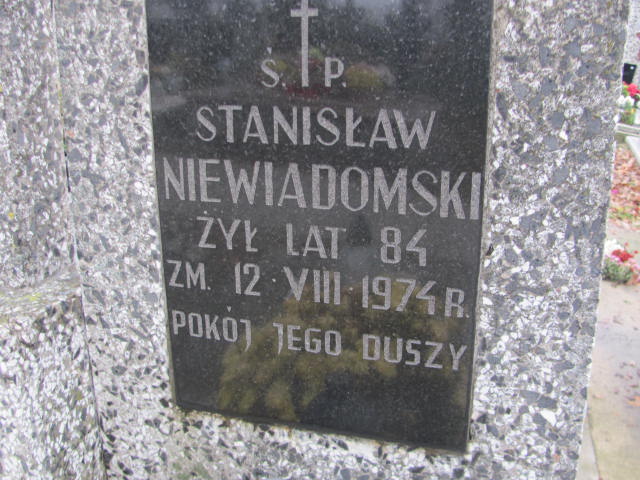 Ś. P.
STANISŁAW
NIEWIADOMSKI
ŻYŁ LAT 84
ZM. 12 · VIII · 1974 R.
POKÓJ JEGO DUSZY